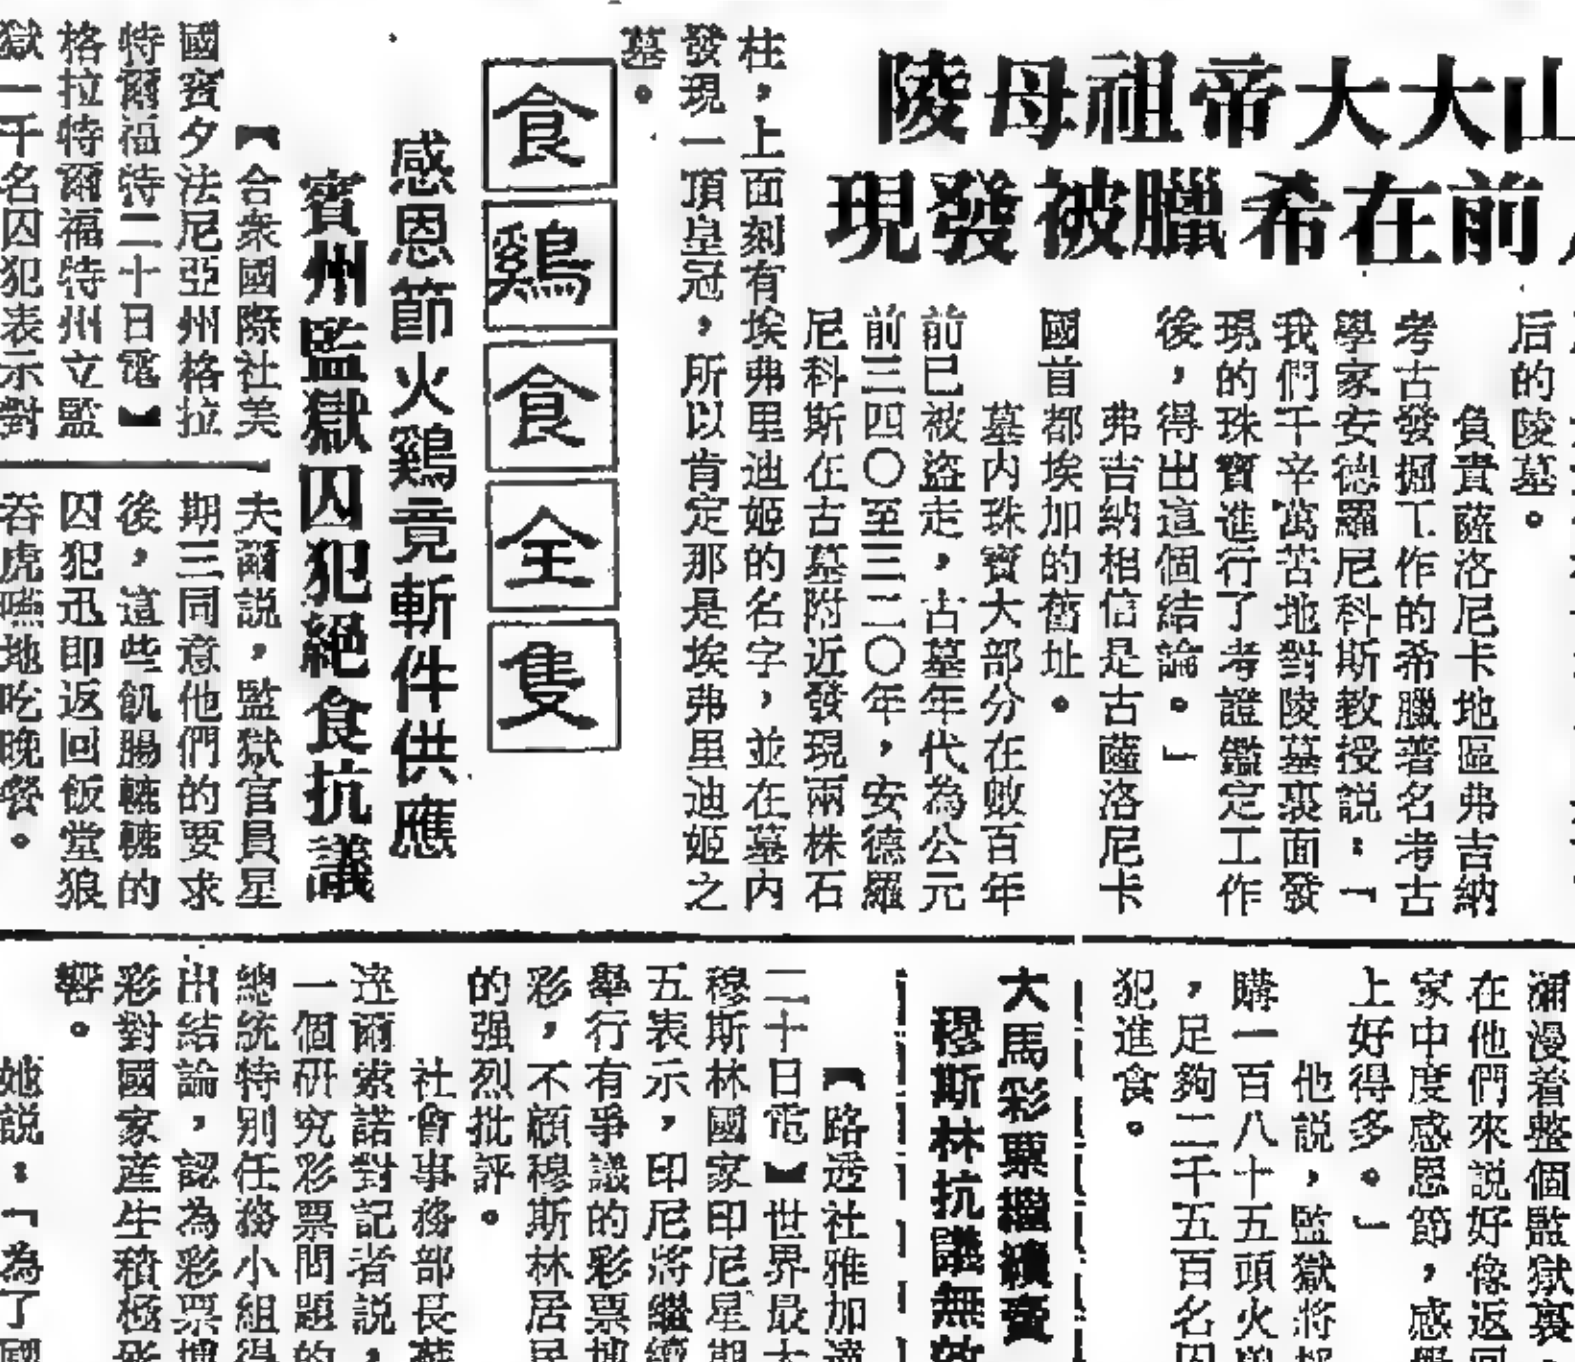 山大大帝祖母陵
前在希臘被發現
后的陵墓。
負責薩洛尼卡地區弗吉納
考古發掘工作的希臘著名考古
學家安德羅尼科斯教授説：「
我們千辛萬苦地對陵墓裏面發
現的珠寶進行了考證鑑定工作
後，得出這個結論。」
弗吉納相信是古薩洛尼卡
國首都埃加的舊址。
墓内珠寶大部分在數百年
前已被盜走，古墓年代為公元
前三四〇至三二〇年，安德羅
尼科斯在古墓附近發現兩株石
柱，上面刻有埃弗里迪姬的名字，並在墓内
發現一頂皇冠，所以肯定那是埃弗里迪姬之
墓。
食鷄食全隻
感恩節火鷄竟斬件供應
賓州監獄囚犯絕食抗議
【合衆國際社美
國賓夕法尼亞州格拉
特爾福特二十日電】
格拉特爾福特州立監
獄一千名囚犯表示對
夫爾説，監獄官員星
期三同意他們的要求
後，這些飢腸轆轆的
囚犯迅即返回飯堂狼
吞虎嚥地吃晚餐。
瀰漫着整個監獄裏，
在他們來説好像返回
家中度感恩節，感覺
上好得多。」
他説，監獄將
購一百八十五頭火
，足夠二千五百名囚
犯進食。
大馬彩票繼續賣
穆斯林抗議無效
【路透社雅加達
二十日電】世界最大
穆斯林國家印尼星期
五表示，印尼將繼續
舉行有爭議的彩票
彩，不顧穆斯林居民
的强烈批評。
社會事務部長蘇
達爾索諾對記者説，
一個研究彩票問題的
總統特別任務小組得
出結論，認為彩票
彩對國家産生積極影
響。
她説：「為了國